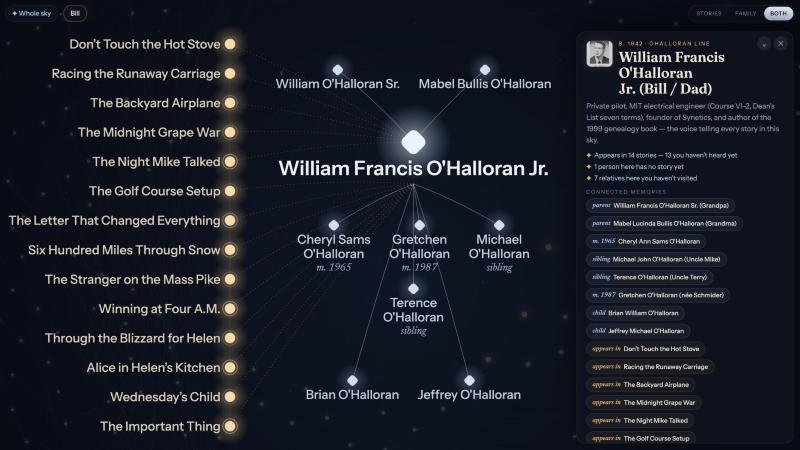 ✦ Whole sky
Bill
STORIES
FAMILY
BOTH
Don't Touch the Hot Stove
Racing the Runaway Carriage
The Backyard Airplane
The Midnight Grape War
The Night Mike Talked
The Golf Course Setup
The Letter That Changed Everything
Six Hundred Miles Through Snow
The Stranger on the Mass Pike
Winning at Four A.M.
Through the Blizzard for Helen
Alice in Helen's Kitchen
Wednesday's Child
The Important Thing
William O'Halloran Sr.
Mabel Bullis O'Halloran
William Francis O'Halloran Jr.
Cheryl Sams
O'Halloran
m. 1965
Gretchen
O'Halloran
m. 1987
Michael
O'Halloran
sibling
Terence
O'Halloran
sibling
Brian O'Halloran
Jeffrey O'Halloran
B. 1942 · OHALLORAN LINE
William Francis
O'Halloran
Jr. (Bill / Dad)
Private pilot, MIT electrical engineer (Course VI-2, Dean's
List seven terms), founder of Synetics, and author of the
1999 genealogy book — the voice telling every story in this
sky.
✦ Appears in 14 stories — 13 you haven't heard yet
✦ 1 person here has no story yet
✦ 7 relatives here you haven't visited
CONNECTED MEMORIES
parent William Francis O'Halloran Sr. (Grandpa)
parent Mabel Lucinda Bullis O'Halloran (Grandma)
m. 1965 Cheryl Ann Sams O'Halloran
sibling Michael John O'Halloran (Uncle Mike)
sibling Terence O'Halloran (Uncle Terry)
m. 1987 Gretchen O'Halloran (née Schmider)
child Brian William O'Halloran
child Jeffrey Michael O'Halloran
appears in Don't Touch the Hot Stove
appears in Racing the Runaway Carriage
appears in The Backyard Airplane
appears in The Midnight Grape War
appears in The Night Mike Talked
appears in The Golf Course Setup